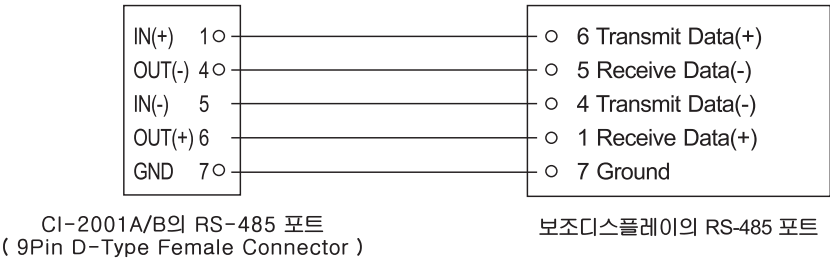 IN(+) 1 6 Transmit Data(+)
OUT(-) 4 5 Receive Data(-)
IN(-) 5 4 Transmit Data(-)
OUT(+) 6 1 Receive Data(+)
GND 7 7 Ground
CI-2001A/B의 RS-485 포트
( 9Pin D-Type Female Connector )
보조디스플레이의 RS-485 포트